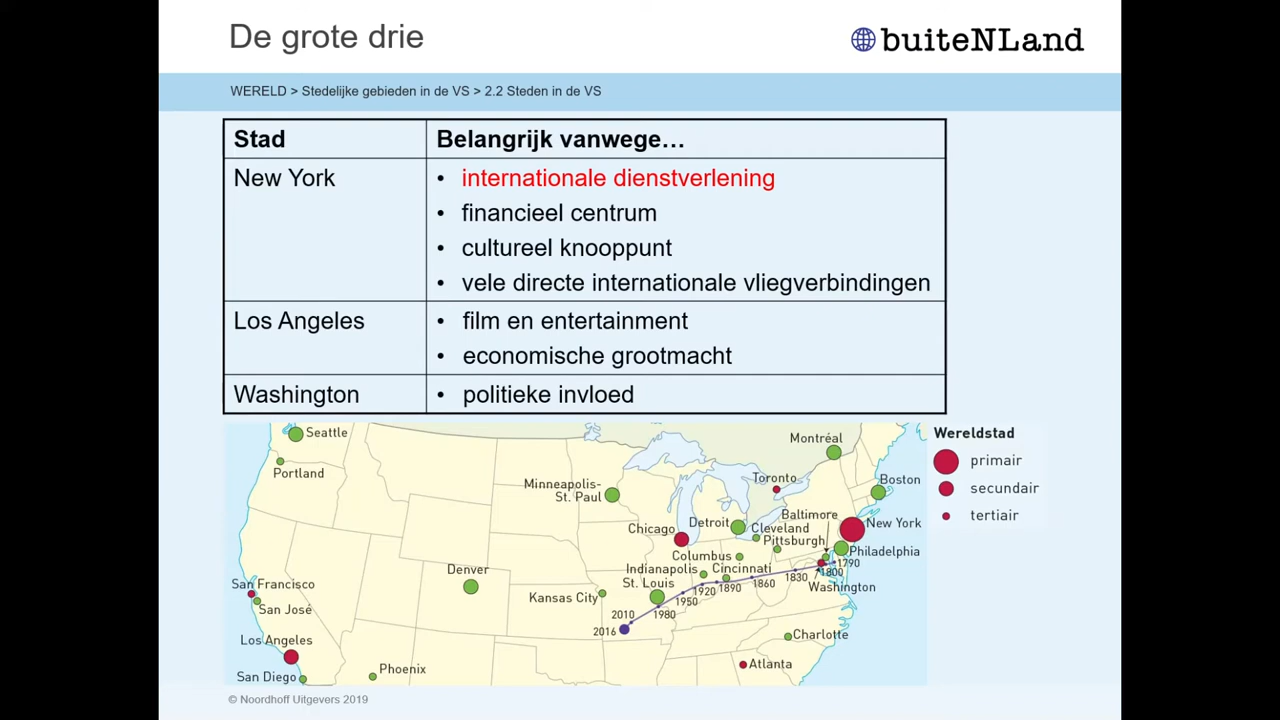 De grote drie
buiteNLand
WERELD > Stedelijke gebieden in de VS > 2.2 Steden in de VS
Stad
Belangrijk vanwege…
New York
• internationale dienstverlening
• financieel centrum
• cultureel knooppunt
• vele directe internationale vliegverbindingen
Los Angeles
• film en entertainment
• economische grootmacht
Washington
• politieke invloed
Seattle
Portland
Minneapolis-
St. Paul
Montréal
Toronto
Boston
Chicago
Detroit
Cleveland
Baltimore
New York
Pittsburgh
Philadelphia
Columbus
Indianapolis
Cincinnati
St. Louis
Denver
Kansas City
San Francisco
San José
Los Angeles
San Diego
Phoenix
Washington
Charlotte
Atlanta
1790
1800
1830
1860
1890
1920
1950
1980
2010
2016
Wereldstad
primair
secundair
tertiair
© Noordhoff Uitgevers 2019